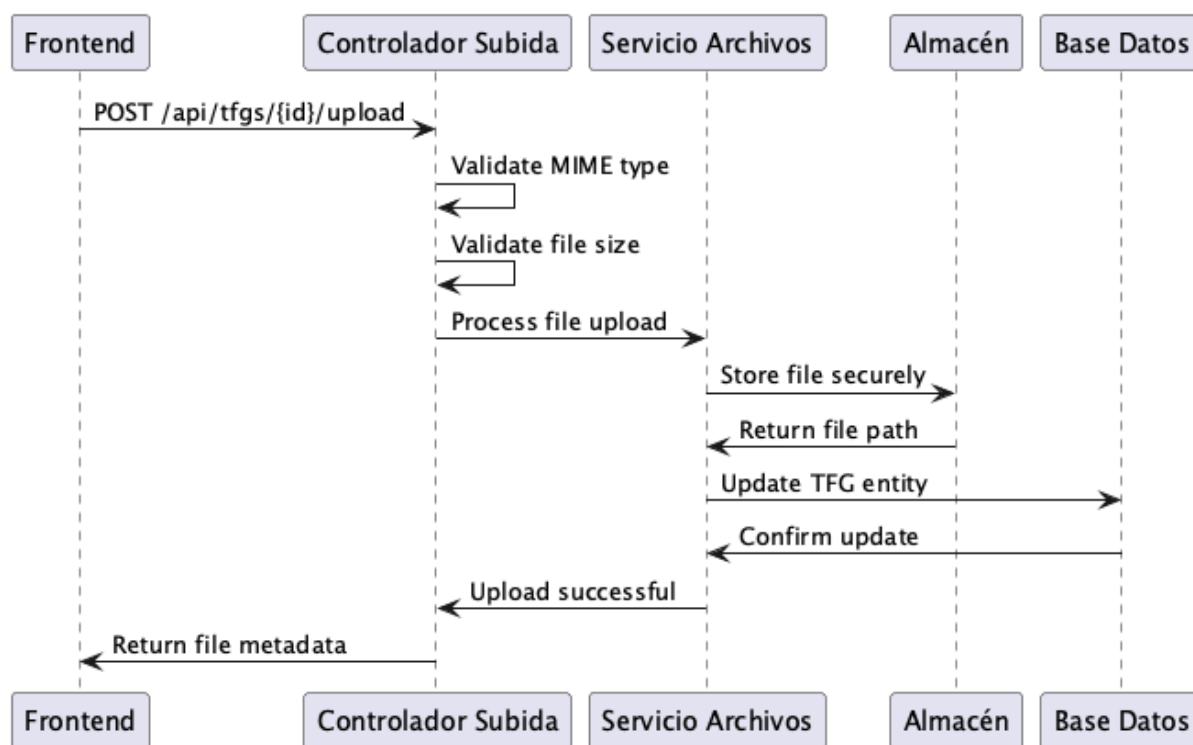 Frontend
Controlador Subida
Servicio Archivos
Almacén
Base Datos
POST /api/tfgs/{id}/upload
Validate MIME type
Validate file size
Process file upload
Store file securely
Return file path
Update TFG entity
Confirm update
Upload successful
Return file metadata
Frontend
Controlador Subida
Servicio Archivos
Almacén
Base Datos